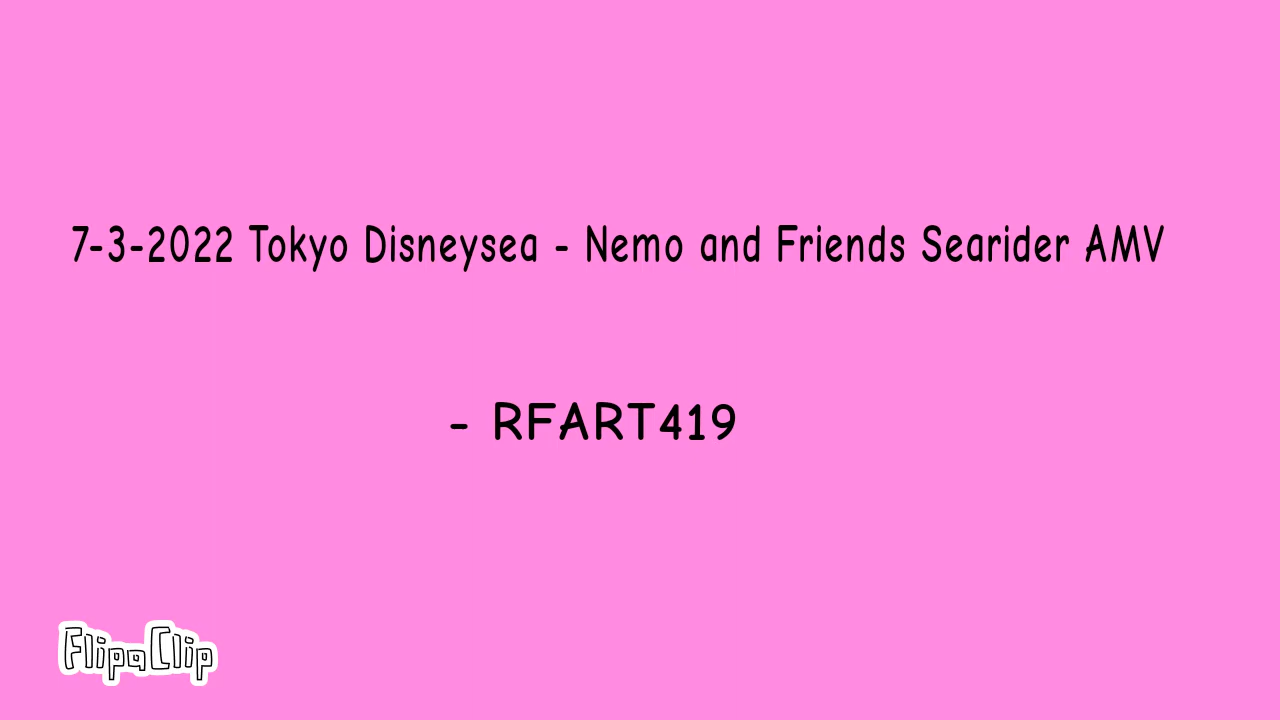 7-3-2022 Tokyo Disneysea - Nemo and Friends Searider AMV
- RFART419
FlipaClip